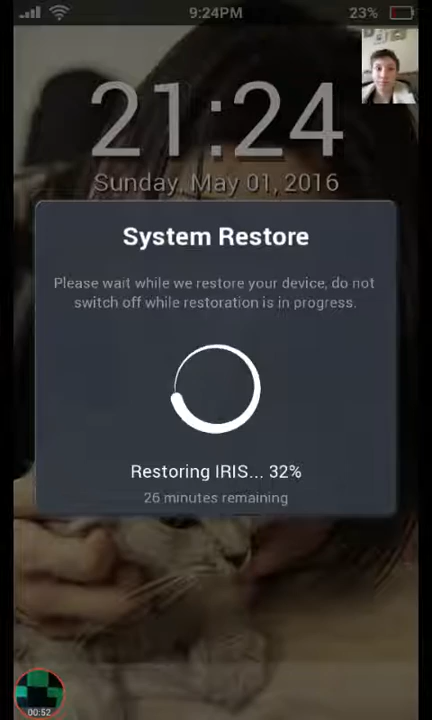 9:24PM 23%
21:24
Sunday, May 01, 2016
System Restore
Please wait while we restore your device, do not
switch off while restoration is in progress.
Restoring IRIS... 32%
26 minutes remaining
00:52